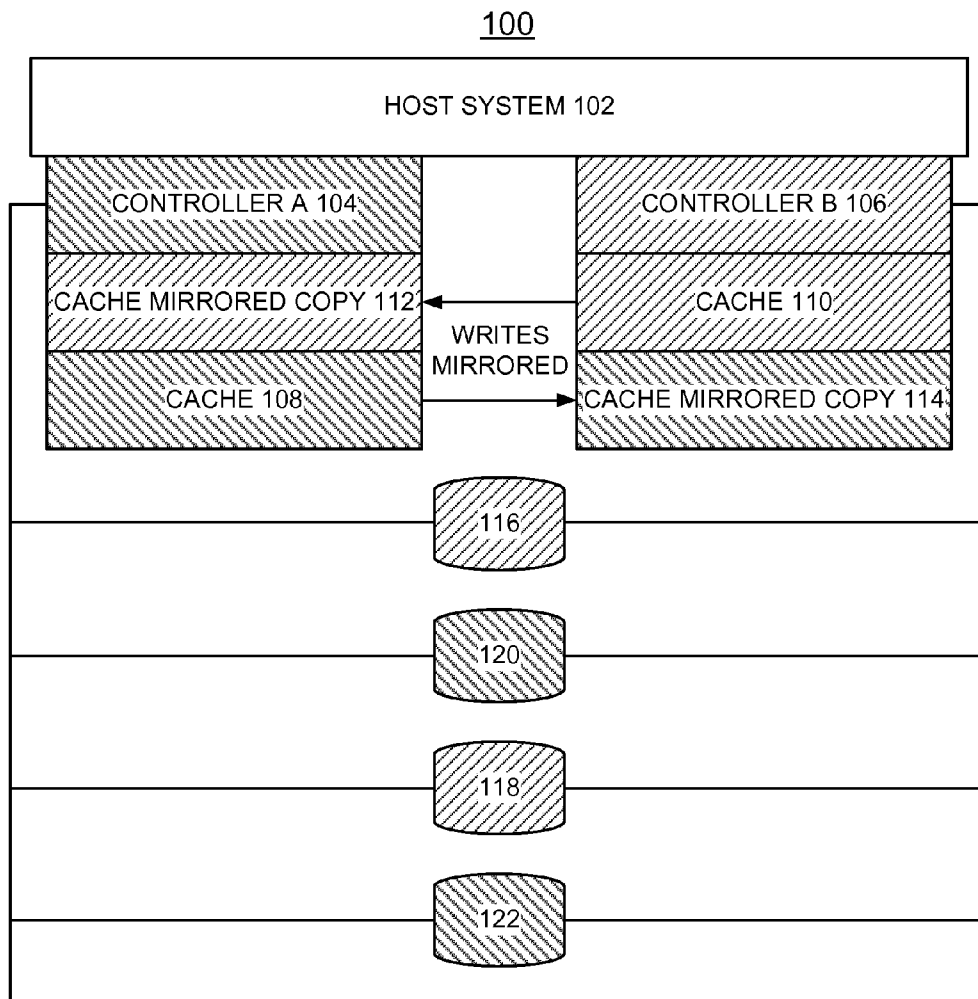 100
HOST SYSTEM 102
CONTROLLER A 104
CONTROLLER B 106
CACHE MIRRORED COPY 112
CACHE 110
WRITES
MIRRORED
CACHE 108
CACHE MIRRORED COPY 114
116
120
118
122